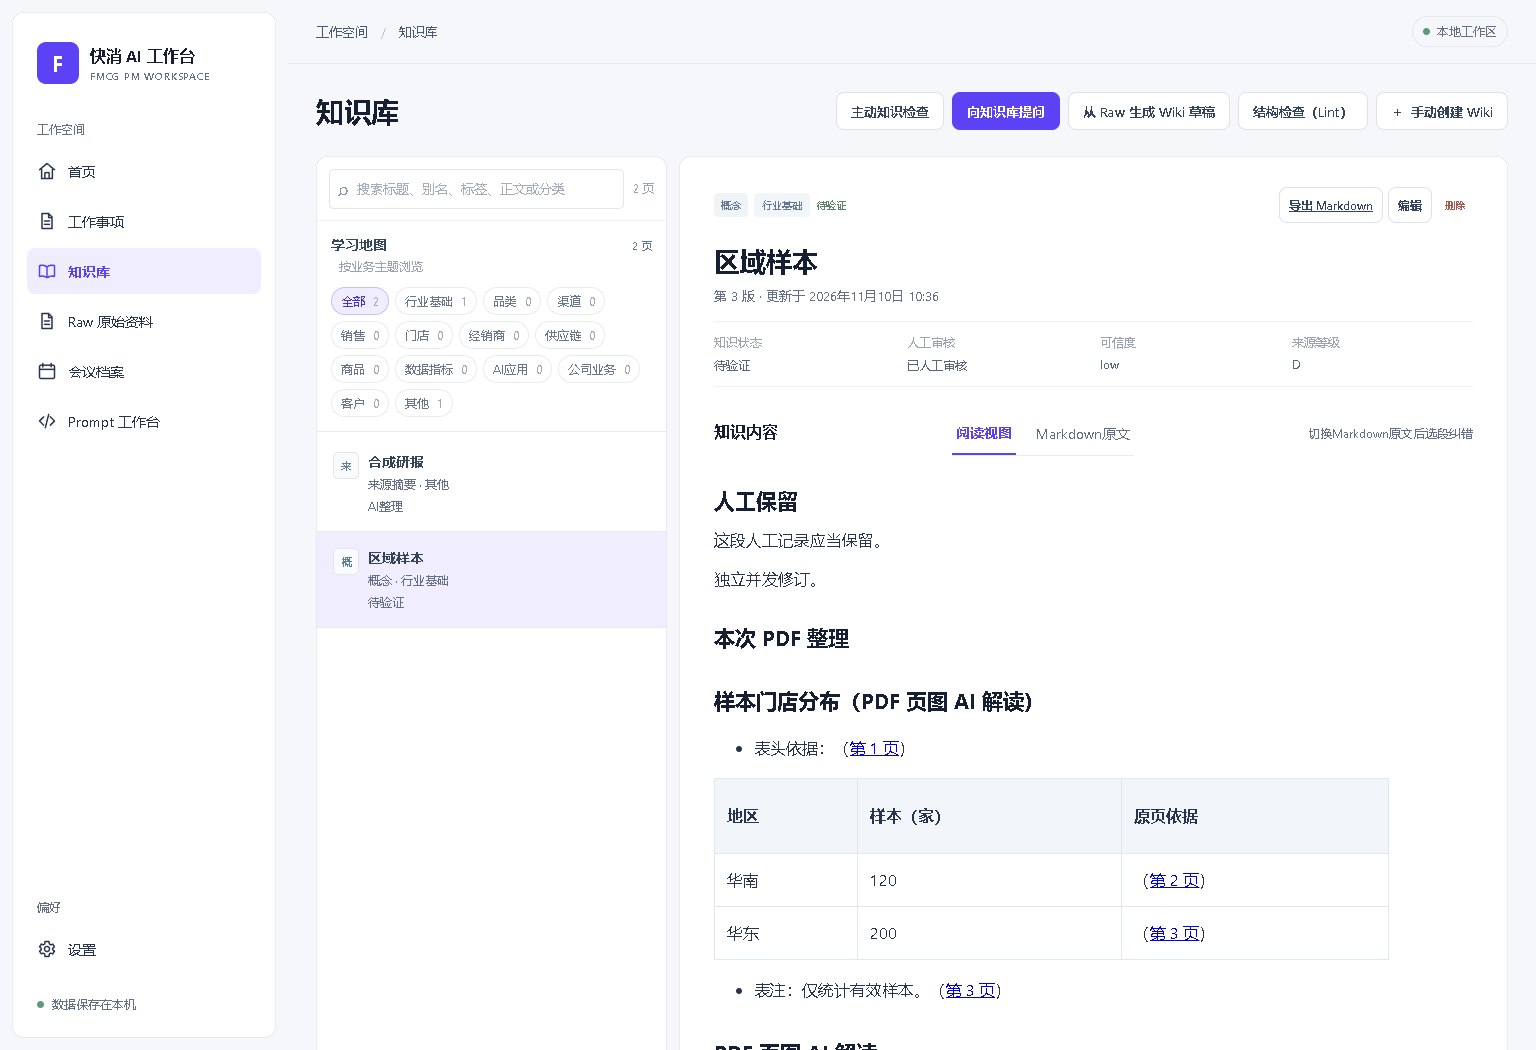 F
快消 AI 工作台
FMCG PM WORKSPACE
工作空间
首页
工作事项
知识库
Raw 原始资料
会议档案
Prompt 工作台
偏好
设置
数据保存在本机
工作空间 / 知识库
本地工作区
知识库
主动知识检查
向知识库提问
从 Raw 生成 Wiki 草稿
结构检查（Lint）
＋ 手动创建 Wiki
搜索标题、别名、标签、正文或分类
2 页
学习地图
2 页
按业务主题浏览
全部 2
行业基础 1
品类 0
渠道 0
销售 0
门店 0
经销商 0
供应链 0
商品 0
数据指标 0
AI应用 0
公司业务 0
客户 0
其他 1
来
合成研报
来源摘要 · 其他
AI整理
概
区域样本
概念 · 行业基础
待验证
概念
行业基础
待验证
导出 Markdown
编辑
删除
区域样本
第 3 版 · 更新于 2026年11月10日 10:36
知识状态
待验证
人工审核
已人工审核
可信度
low
来源等级
D
知识内容
阅读视图
Markdown原文
切换Markdown原文后选段纠错
人工保留
这段人工记录应当保留。
独立并发修订。
本次 PDF 整理
样本门店分布（PDF 页图 AI 解读）
• 表头依据：（第 1 页）
地区 样本（家） 原页依据
华南 120 （第 2 页）
华东 200 （第 3 页）
• 表注：仅统计有效样本。（第 3 页）
PDF 页图 AI 解读